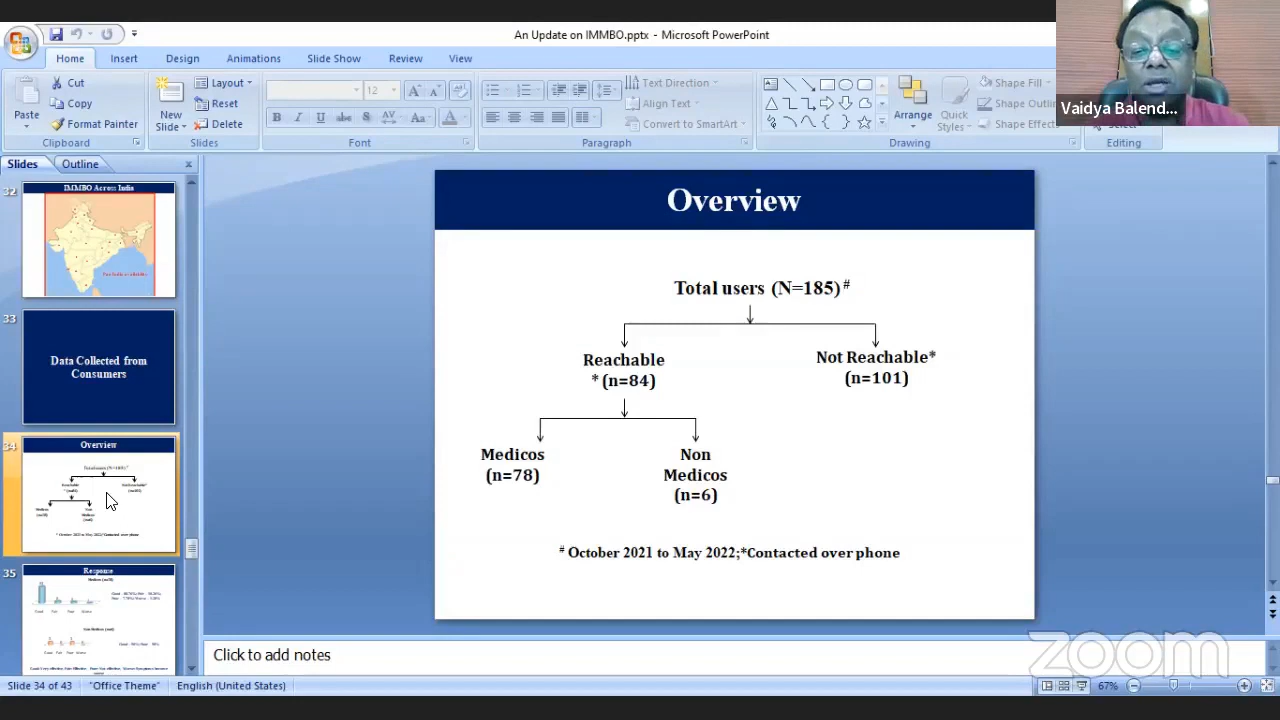 An Update on IMMBO.pptx - Microsoft PowerPoint
Home Insert Design Slide Show Animations Review View
Cut
Copy
Format Painter
Paste
Clipboard
New
Slide
Layout
Reset
Delete
Slides
12
Font
Text Direction
Align Text
Convert to SmartArt
Paragraph
Arrange
Quick
Styles
Shape Fill
Shape Outline
Shape Effects
Drawing
Select
Editing
Vaidya Balend...
Slides Outline
32
IMMBO Across India
33
Data Collected from
Consumers
34
Overview
35
Response
Overview
Total users (N=185)#
Reachable
*(n=84)
Not Reachable*
(n=101)
Medicos
(n=78)
Non
Medicos
(n=6)
# October 2021 to May 2022;*Contacted over phone
Click to add notes
zoom
Slide 34 of 43 "Office Theme" English (United States) 67%